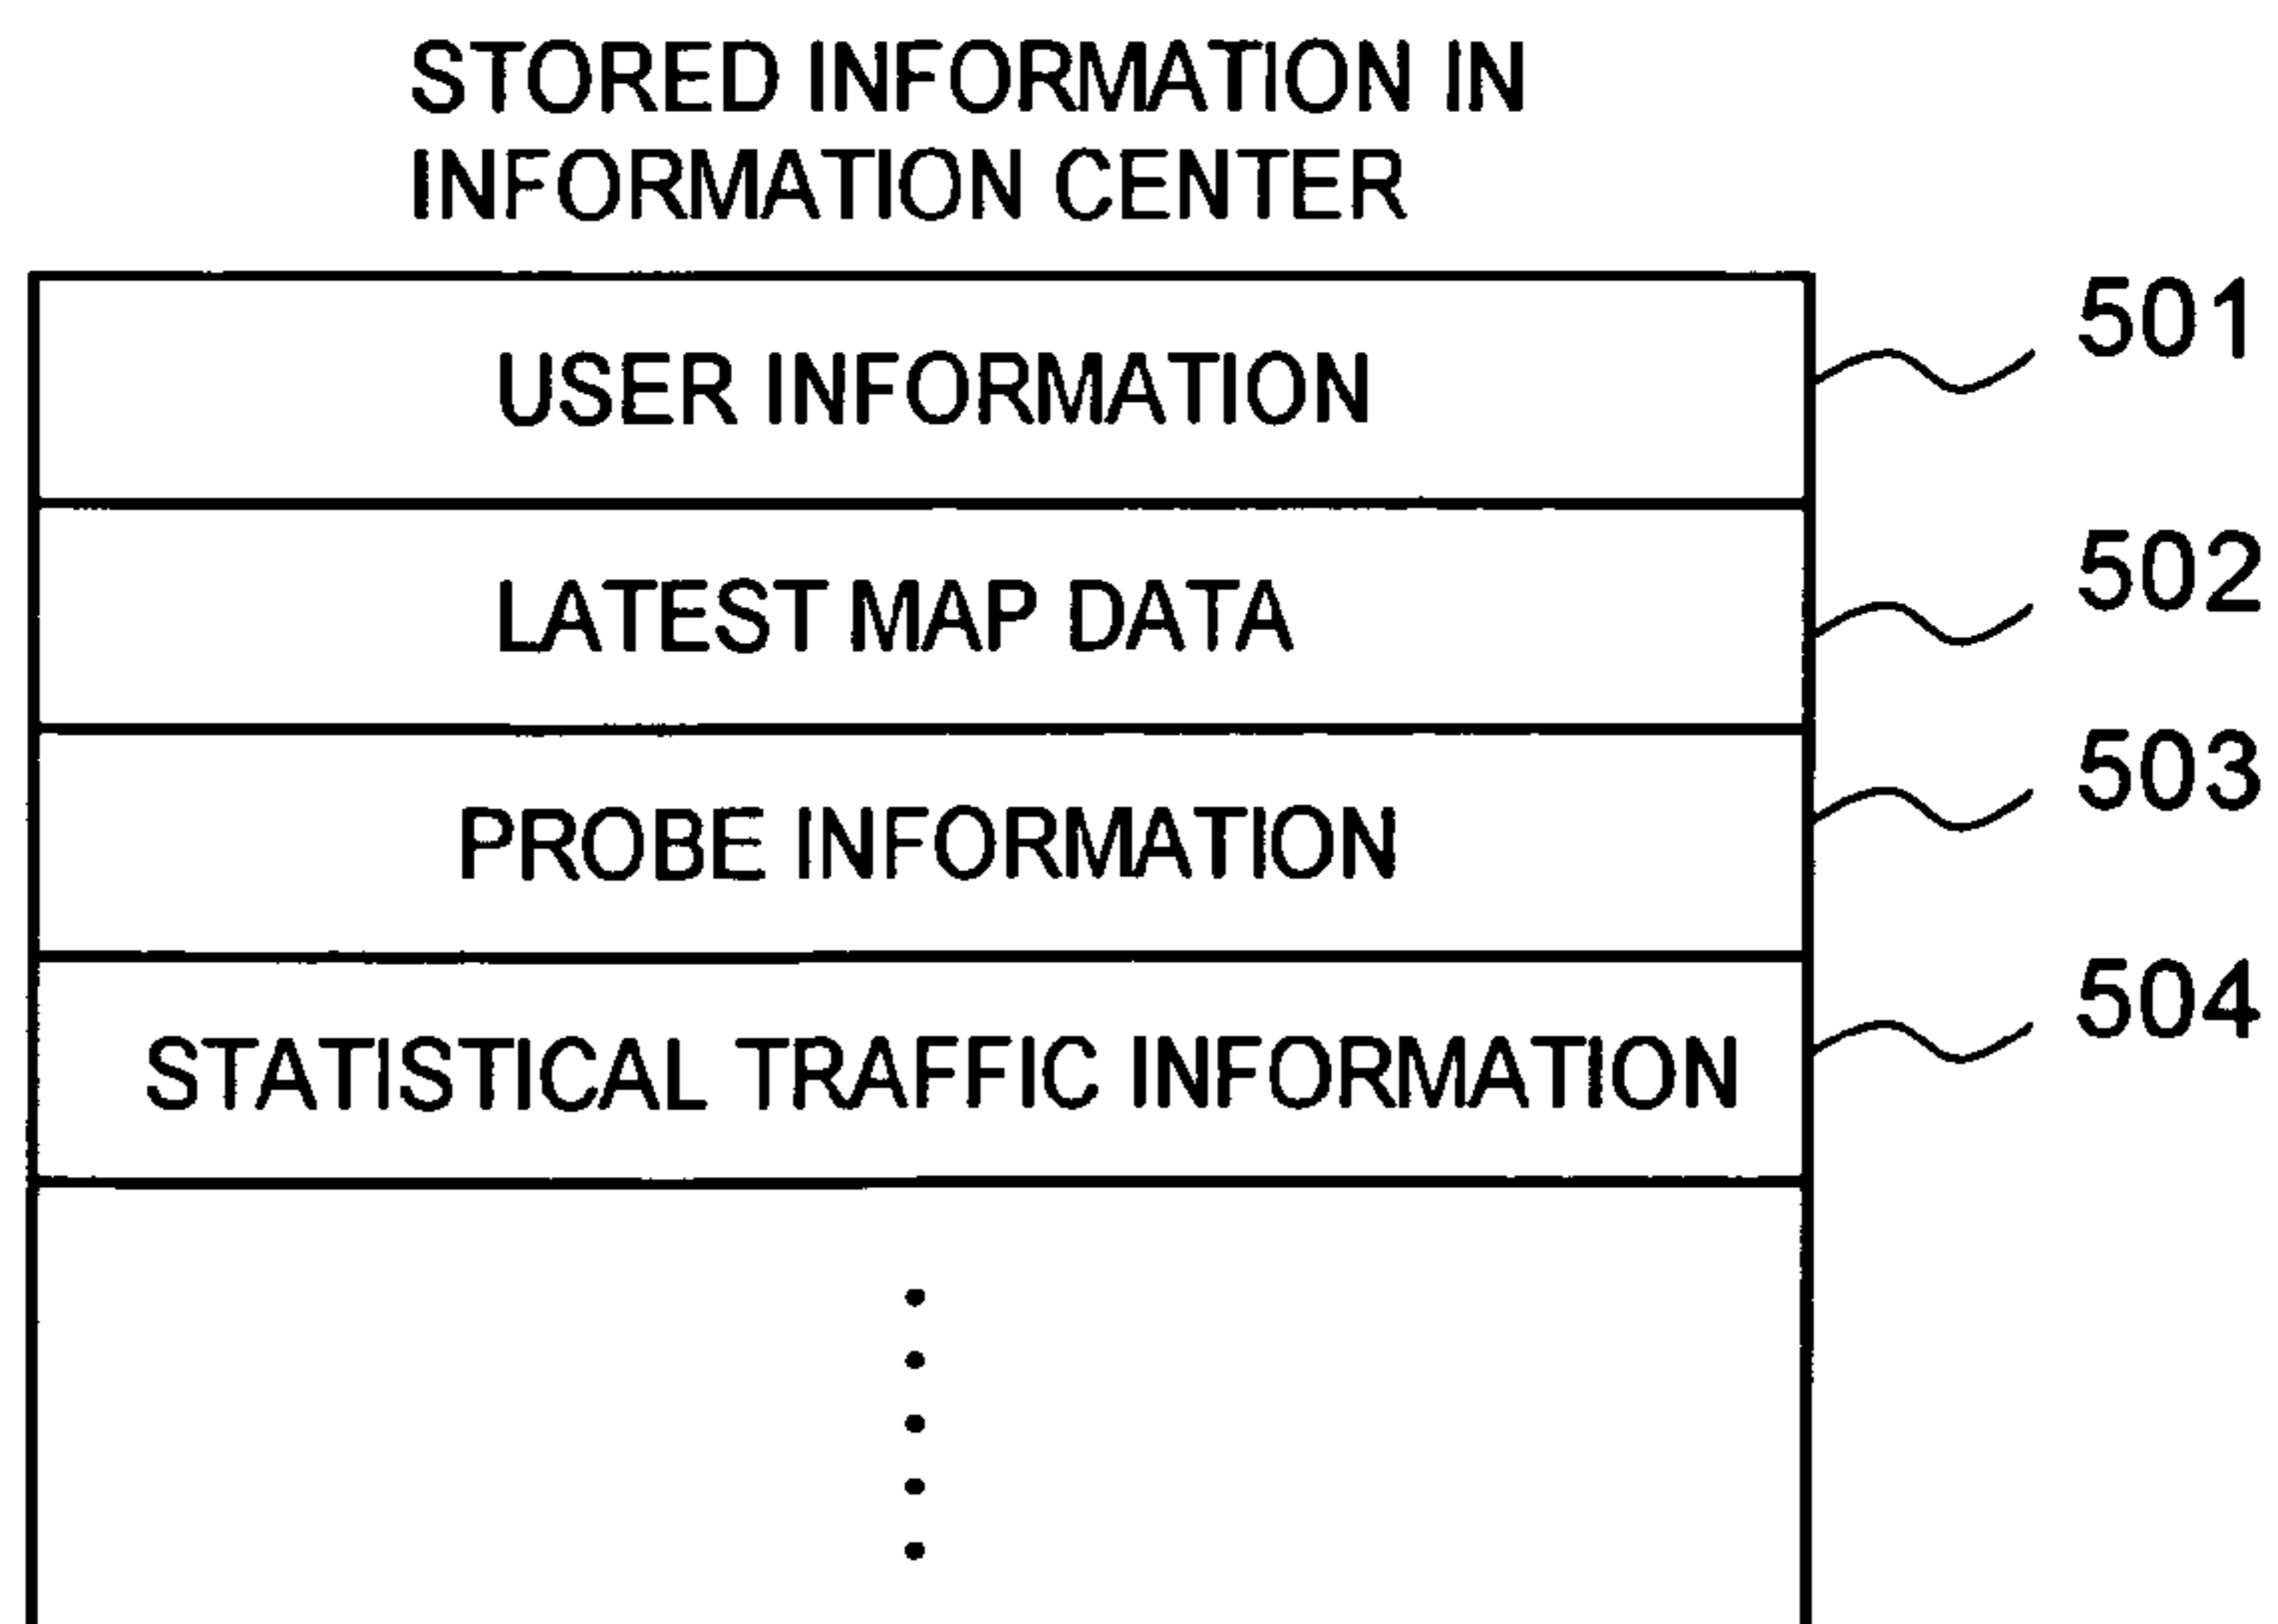 STORED INFORMATION IN
INFORMATION CENTER
USER INFORMATION 501
LATEST MAP DATA 502
PROBE INFORMATION 503
STATISTICAL TRAFFIC INFORMATION 504